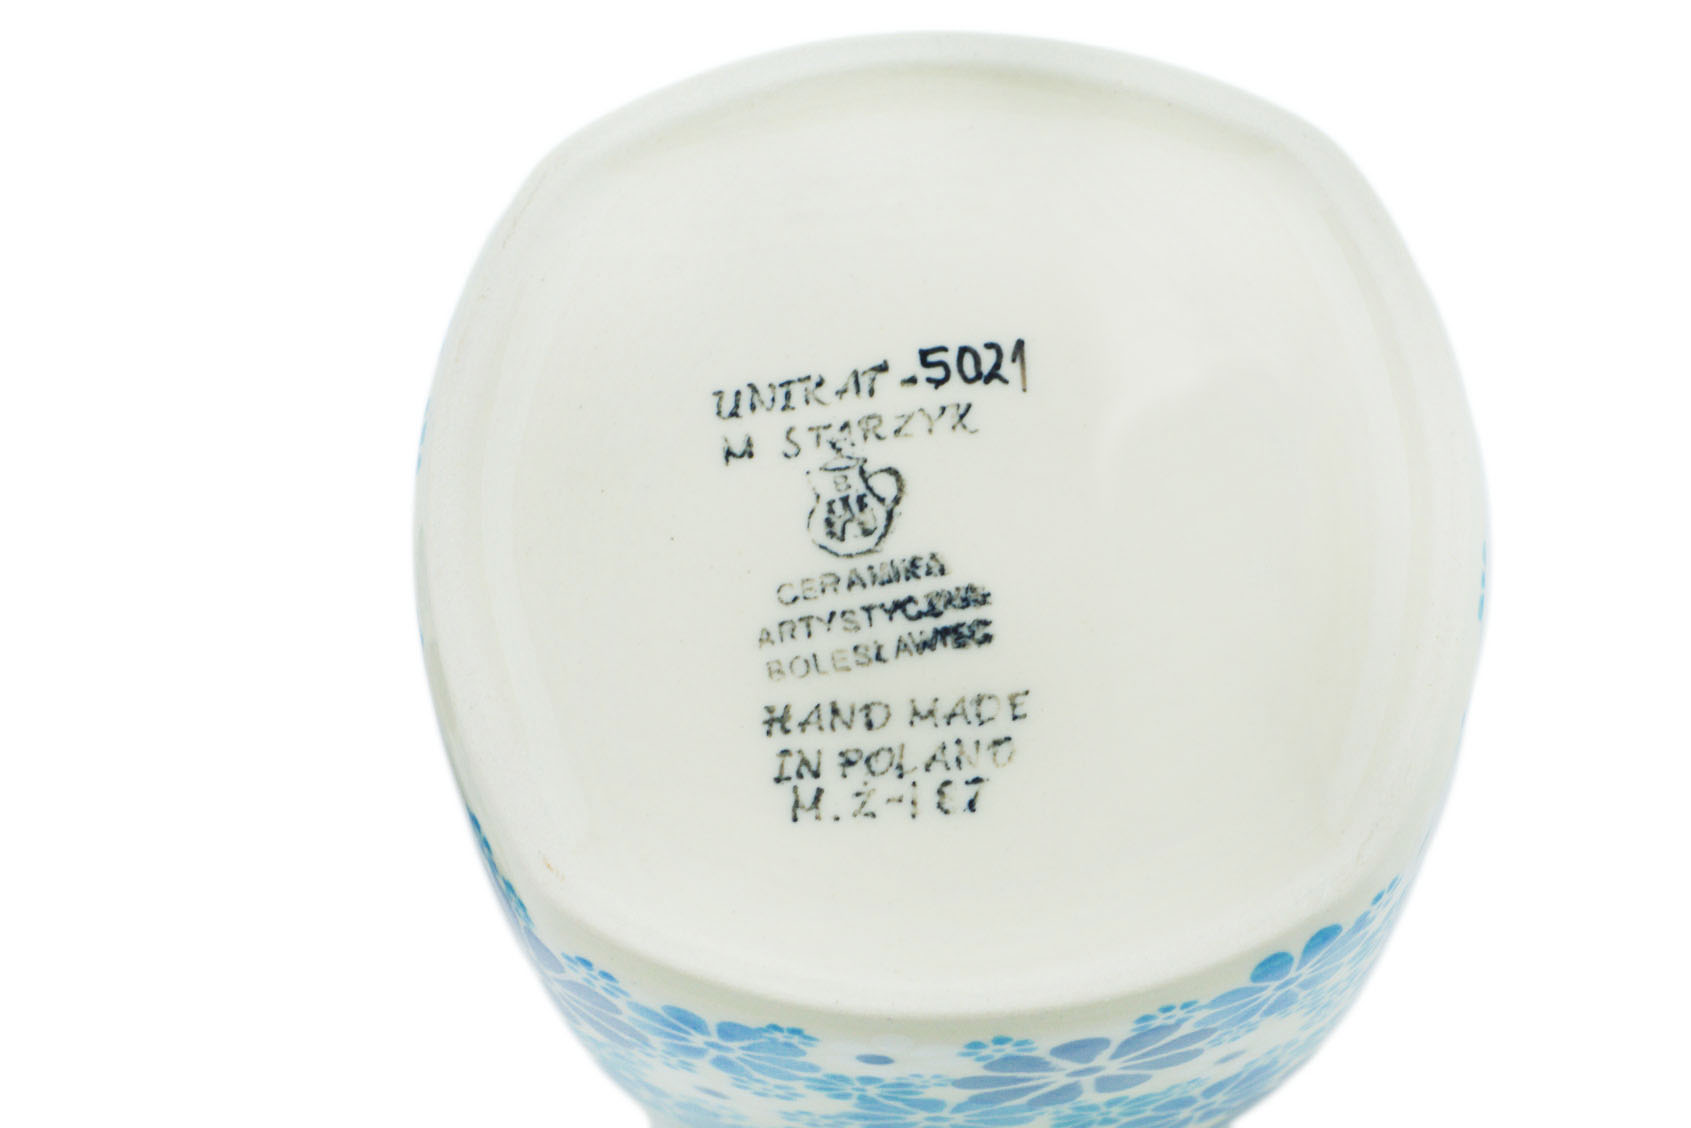 UNIKAT - 5021
M STARZYK
B
CERAMIKA
ARTYSTYCZNA
BOLESŁAWIEC
HAND MADE
IN POLAND
M.Ż-167